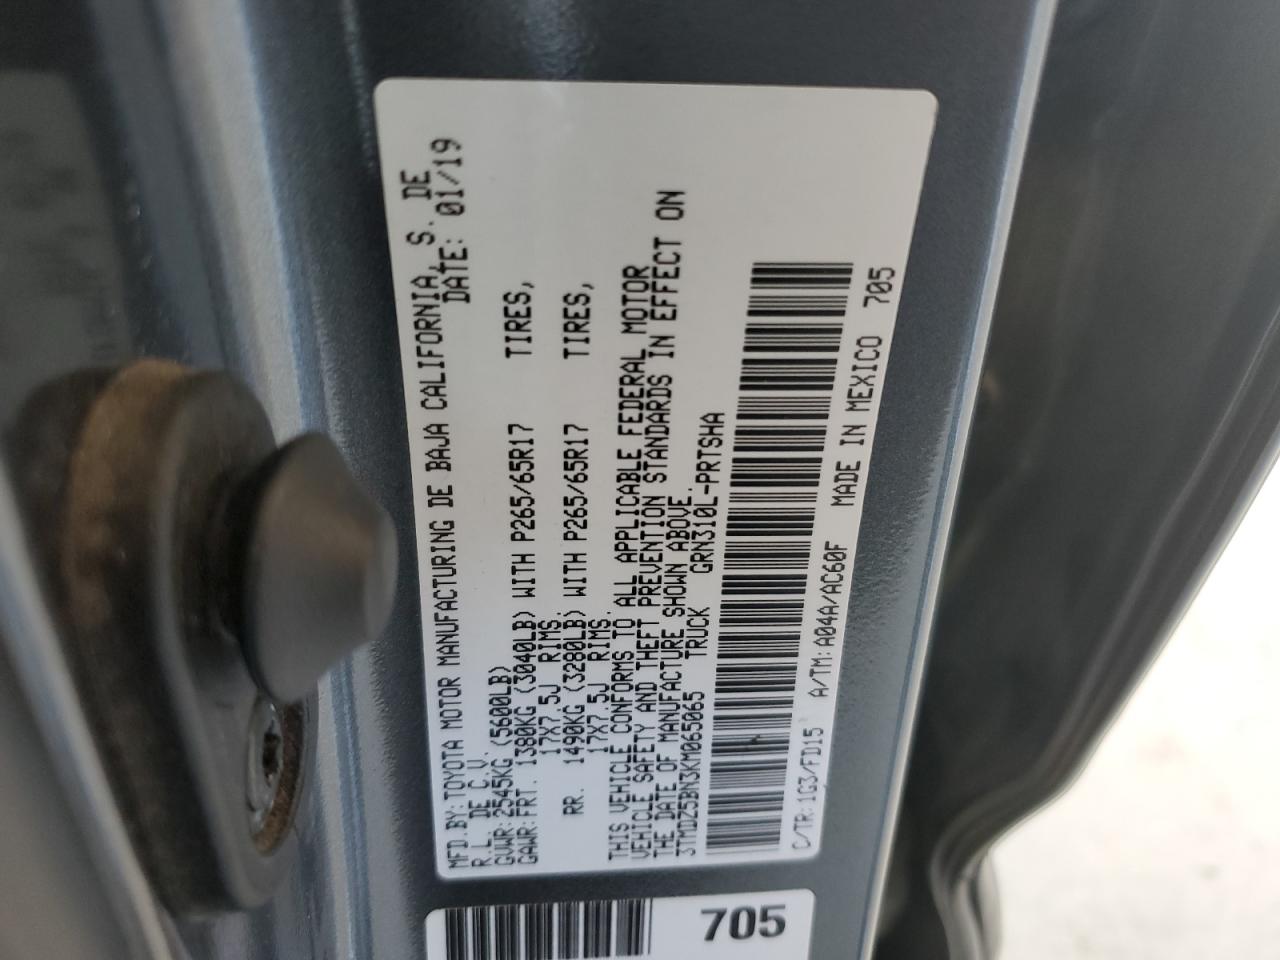 MFD.BY:TOYOTA MOTOR MANUFACTURING DE BAJA CALIFORNIA, S. DE
R.L. DE C.V. DATE: 01/19
GVWR:2545KG (5600LB)
GAWR:FRT. 1380KG (3040LB) WITH P265/65R17 TIRES,
17X7.5J RIMS.
RR. 1490KG (3280LB) WITH P265/65R17 TIRES,
17X7.5J RIMS.
THIS VEHICLE CONFORMS TO ALL APPLICABLE FEDERAL MOTOR
VEHICLE SAFETY AND THEFT PREVENTION STANDARDS IN EFFECT ON
THE DATE OF MANUFACTURE SHOWN ABOVE.
3TMDZ5BN3KM065065 TRUCK GRN310L-PRTSHA
C/TR:1G3/FD15 A/TM:A04A/AC60F MADE IN MEXICO 705
705